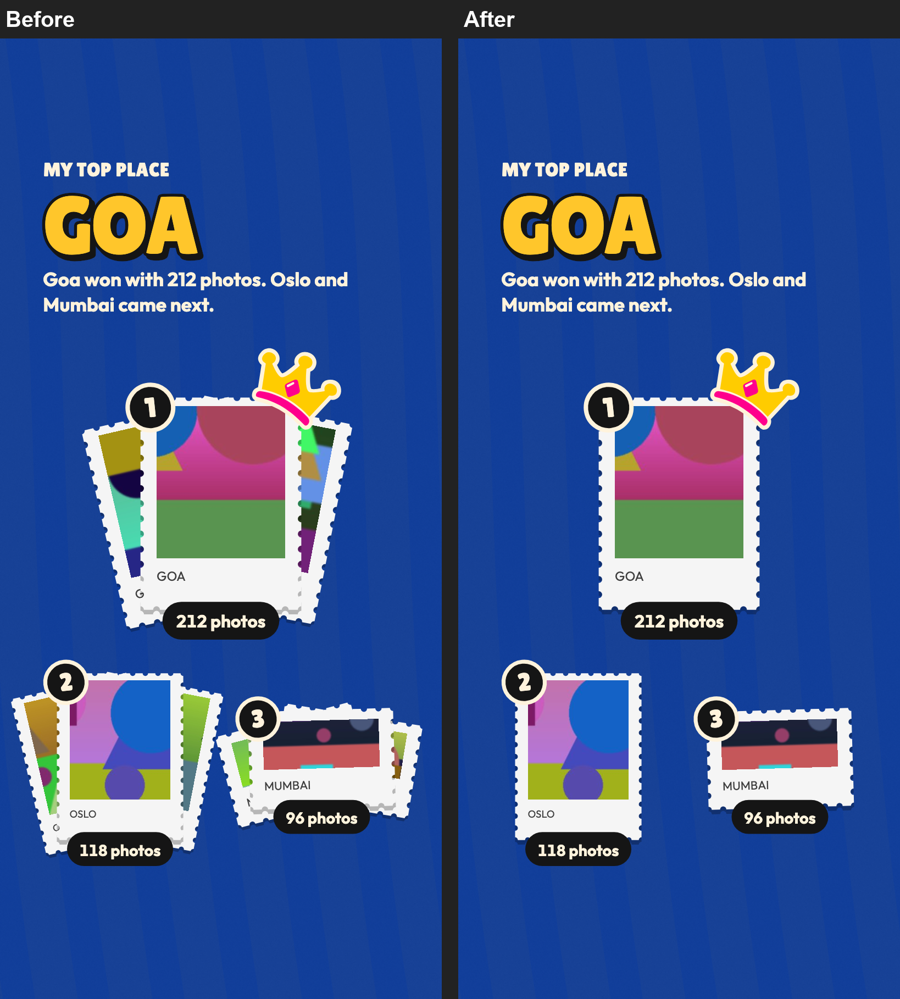 Before
MY TOP PLACE
GOA
Goa won with 212 photos. Oslo and
Mumbai came next.
1
G
GOA
212 photos
2
3
MUMBAI
OSLO
96 photos
118 photos
After
MY TOP PLACE
GOA
Goa won with 212 photos. Oslo and
Mumbai came next.
1
GOA
212 photos
2
3
MUMBAI
OSLO
96 photos
118 photos